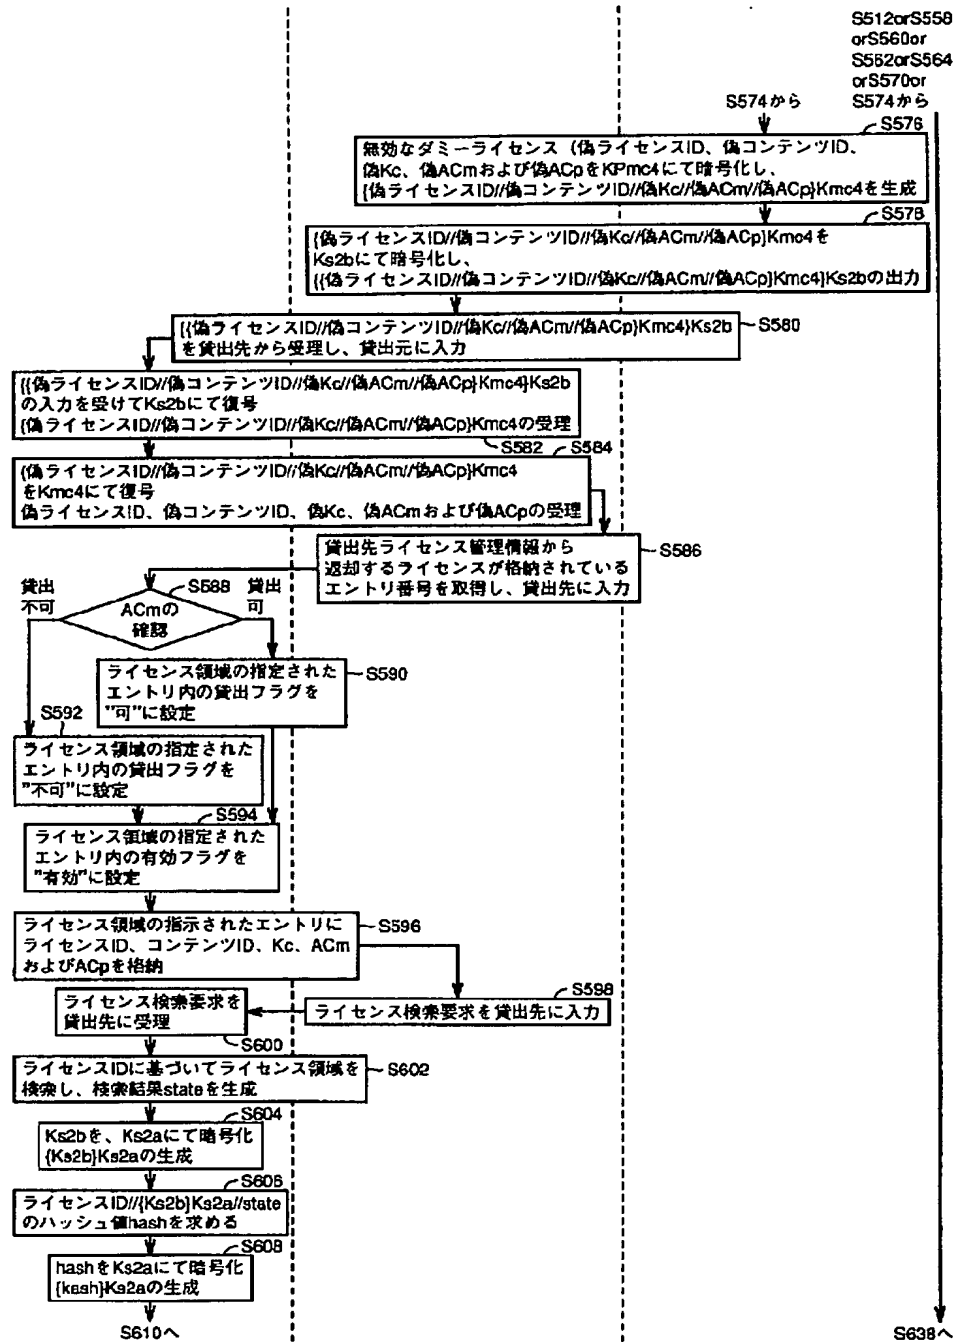 S512orS558
orS560or
S562orS564
orS570or
S574から
S574から
S576
無効なダミーライセンス（偽ライセンスID、偽コンテンツID、
偽Kc、偽ACmおよび偽ACpをKPmc4にて暗号化し、
{偽ライセンスID//偽コンテンツID//偽Kc//偽ACm//偽ACp}Kmc4を生成
S578
{偽ライセンスID//偽コンテンツID//偽Kc//偽ACm//偽ACp}Kmc4を
Ks2bにて暗号化し、
{{偽ライセンスID//偽コンテンツID//偽Kc//偽ACm//偽ACp}Kmc4}Ks2bの出力
{{偽ライセンスID//偽コンテンツID//偽Kc//偽ACm//偽ACp}Kmc4}Ks2b
を貸出先から受理し、貸出元に入力
S580
{{偽ライセンスID//偽コンテンツID//偽Kc//偽ACm//偽ACp}Kmc4}Ks2b
の入力を受けてKs2bにて復号
{偽ライセンスID//偽コンテンツID//偽Kc//偽ACm//偽ACp}Kmc4の受理
S582
S584
{偽ライセンスID//偽コンテンツID//偽Kc//偽ACm//偽ACp}Kmc4
をKmc4にて復号
偽ライセンスID、偽コンテンツID、偽Kc、偽ACmおよび偽ACpの受理
貸出先ライセンス管理情報から
返却するライセンスが格納されている
エントリ番号を取得し、貸出先に入力
S586
貸出
不可
S588
貸出
可
ACmの
確認
ライセンス領域の指定された
エントリ内の貸出フラグを
"可"に設定
S590
S592
ライセンス領域の指定された
エントリ内の貸出フラグを
"不可"に設定
S594
ライセンス領域の指定された
エントリ内の有効フラグを
"有効"に設定
ライセンス領域の指示されたエントリに
ライセンスID、コンテンツID、Kc、ACm
およびACpを格納
S596
S598
ライセンス検索要求を貸出先に入力
ライセンス検索要求を
貸出先に受理
S600
ライセンスIDに基づいてライセンス領域を
検索し、検索結果stateを生成
S602
S604
Ks2bを、Ks2aにて暗号化
{Ks2b}Ks2aの生成
S606
ライセンスID//{Ks2b}Ks2a//state
のハッシュ値hashを求める
S608
hashをKs2aにて暗号化
{hash}Ks2aの生成
S610へ
S638へ